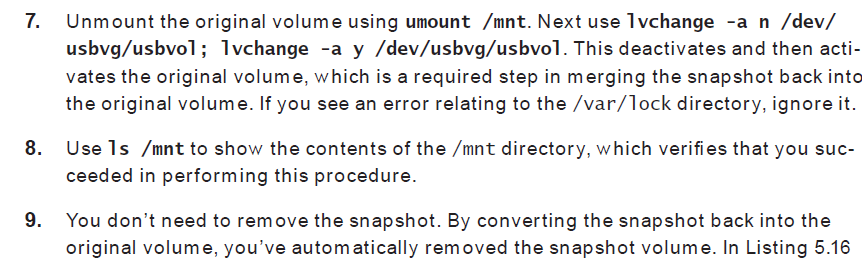 7. Unmount the original volume using umount /mnt. Next use lvchange -a n /dev/
usbvg/usbvol; lvchange -a y /dev/usbvg/usbvol. This deactivates and then acti-
vates the original volume, which is a required step in merging the snapshot back into
the original volume. If you see an error relating to the /var/lock directory, ignore it.
8. Use ls /mnt to show the contents of the /mnt directory, which verifies that you suc-
ceeded in performing this procedure.
9. You don’t need to remove the snapshot. By converting the snapshot back into the
original volume, you’ve automatically removed the snapshot volume. In Listing 5.16